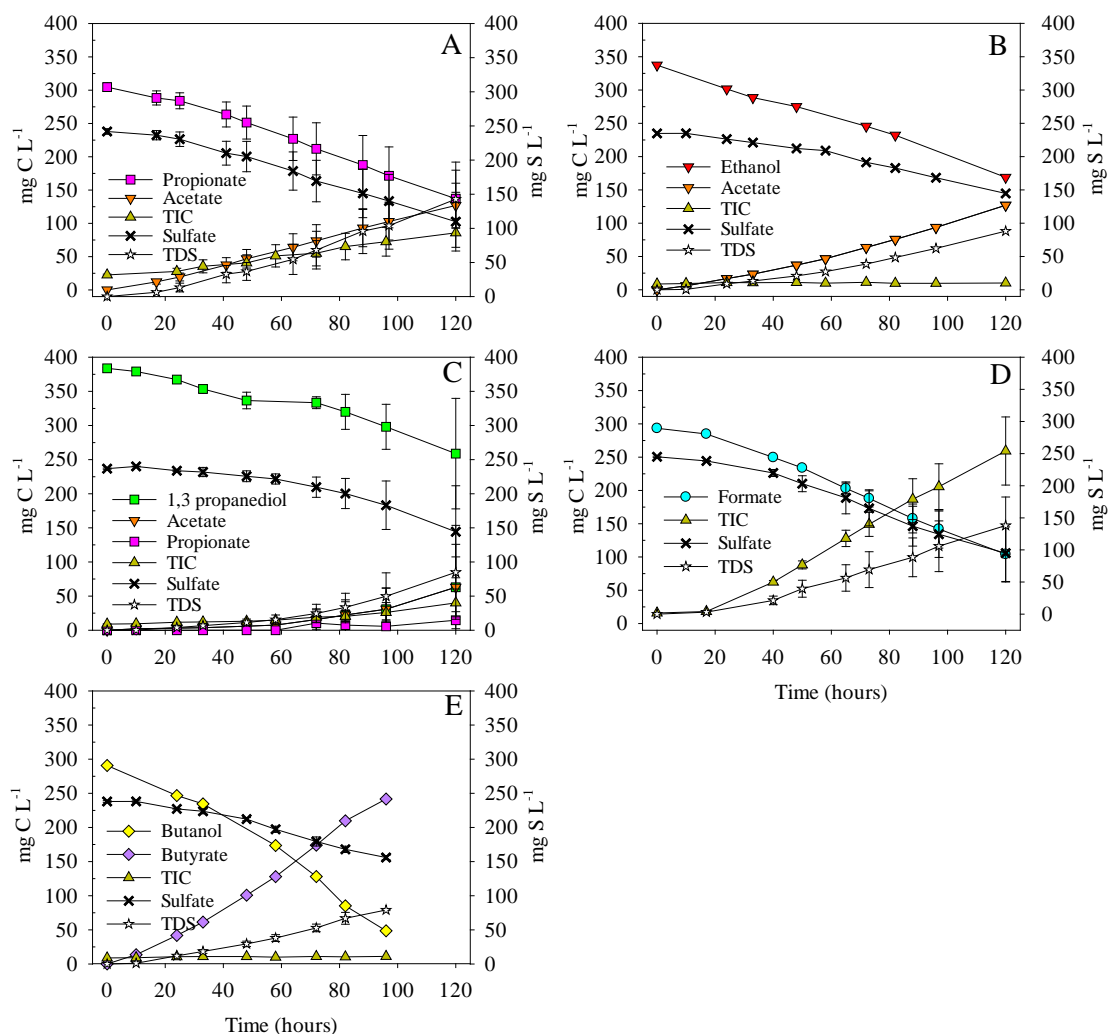 A
400 400
350 350
300 300
250 250
200 200
150 150
100 100
50 50
0 0
mg C L-1
mg S L-1
Propionate
Acetate
TIC
Sulfate
TDS
0 20 40 60 80 100 120
B
400 400
350 350
300 300
250 250
200 200
150 150
100 100
50 50
0 0
mg C L-1
mg S L-1
Ethanol
Acetate
TIC
Sulfate
TDS
0 20 40 60 80 100 120
C
400 400
350 350
300 300
250 250
200 200
150 150
100 100
50 50
0 0
mg C L-1
mg S L-1
1,3 propanediol
Acetate
Propionate
TIC
Sulfate
TDS
0 20 40 60 80 100 120
D
400 400
350 350
300 300
250 250
200 200
150 150
100 100
50 50
0 0
mg C L-1
mg S L-1
Formate
TIC
Sulfate
TDS
0 20 40 60 80 100 120
Time (hours)
E
400 400
350 350
300 300
250 250
200 200
150 150
100 100
50 50
0 0
mg C L-1
mg S L-1
Butanol
Butyrate
TIC
Sulfate
TDS
0 20 40 60 80 100 120
Time (hours)